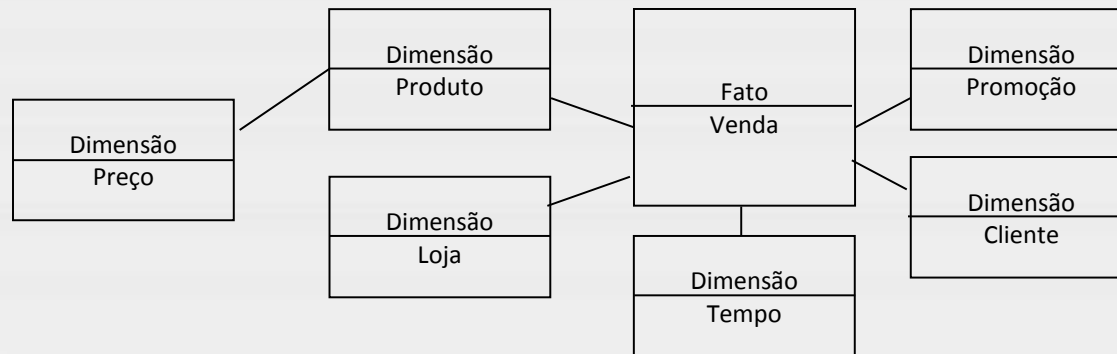 Dimensão
Produto
Fato
Venda
Dimensão
Promoção
Dimensão
Preço
Dimensão
Loja
Dimensão
Cliente
Dimensão
Tempo